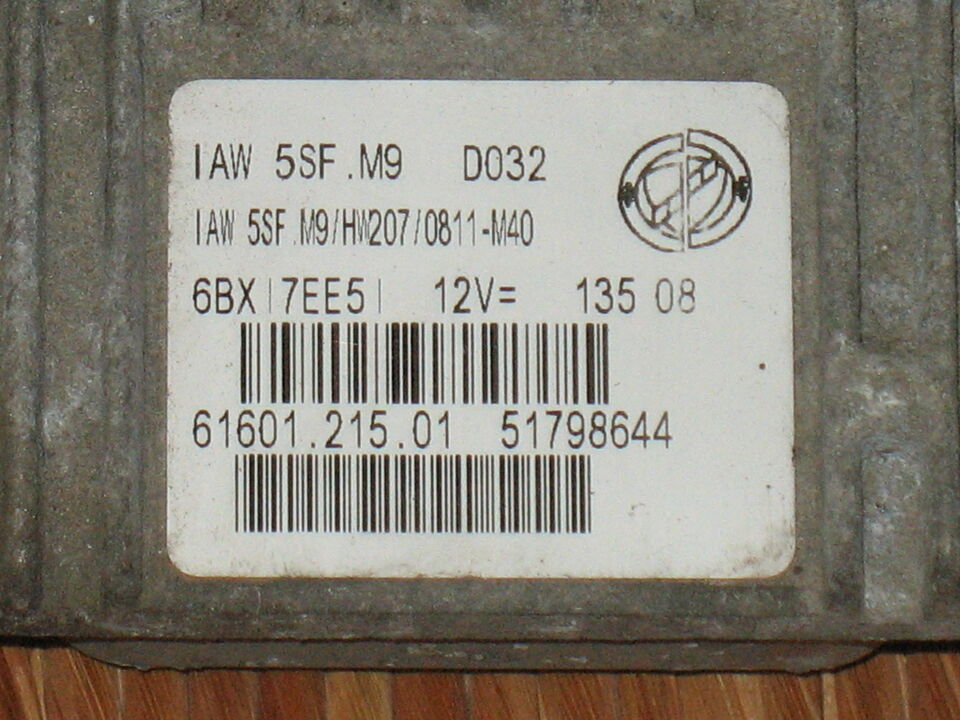 IAW 5SF.M9 D032
IAW 5SF.M9/HW207/0811-M40
6BX|7EE5| 12V= 135 08
61601.215.01 51798644